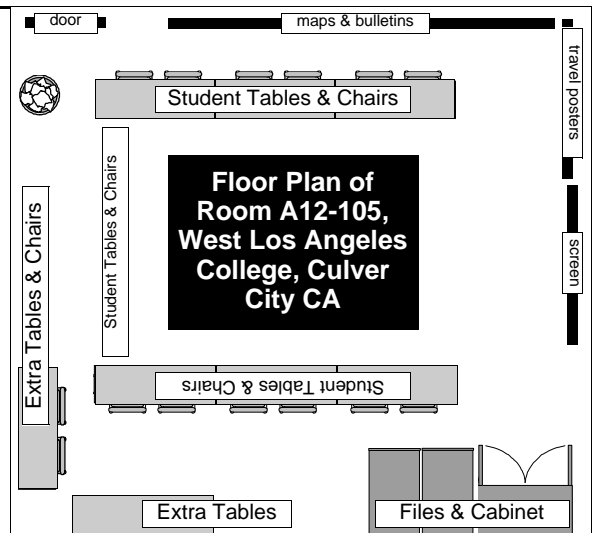 door
maps & bulletins
travel posters
Student Tables & Chairs
Student Tables & Chairs
Floor Plan of
Room A12-105,
West Los Angeles
College, Culver
City CA
Extra Tables & Chairs
screen
Student Tables & Chairs
Extra Tables
Files & Cabinet